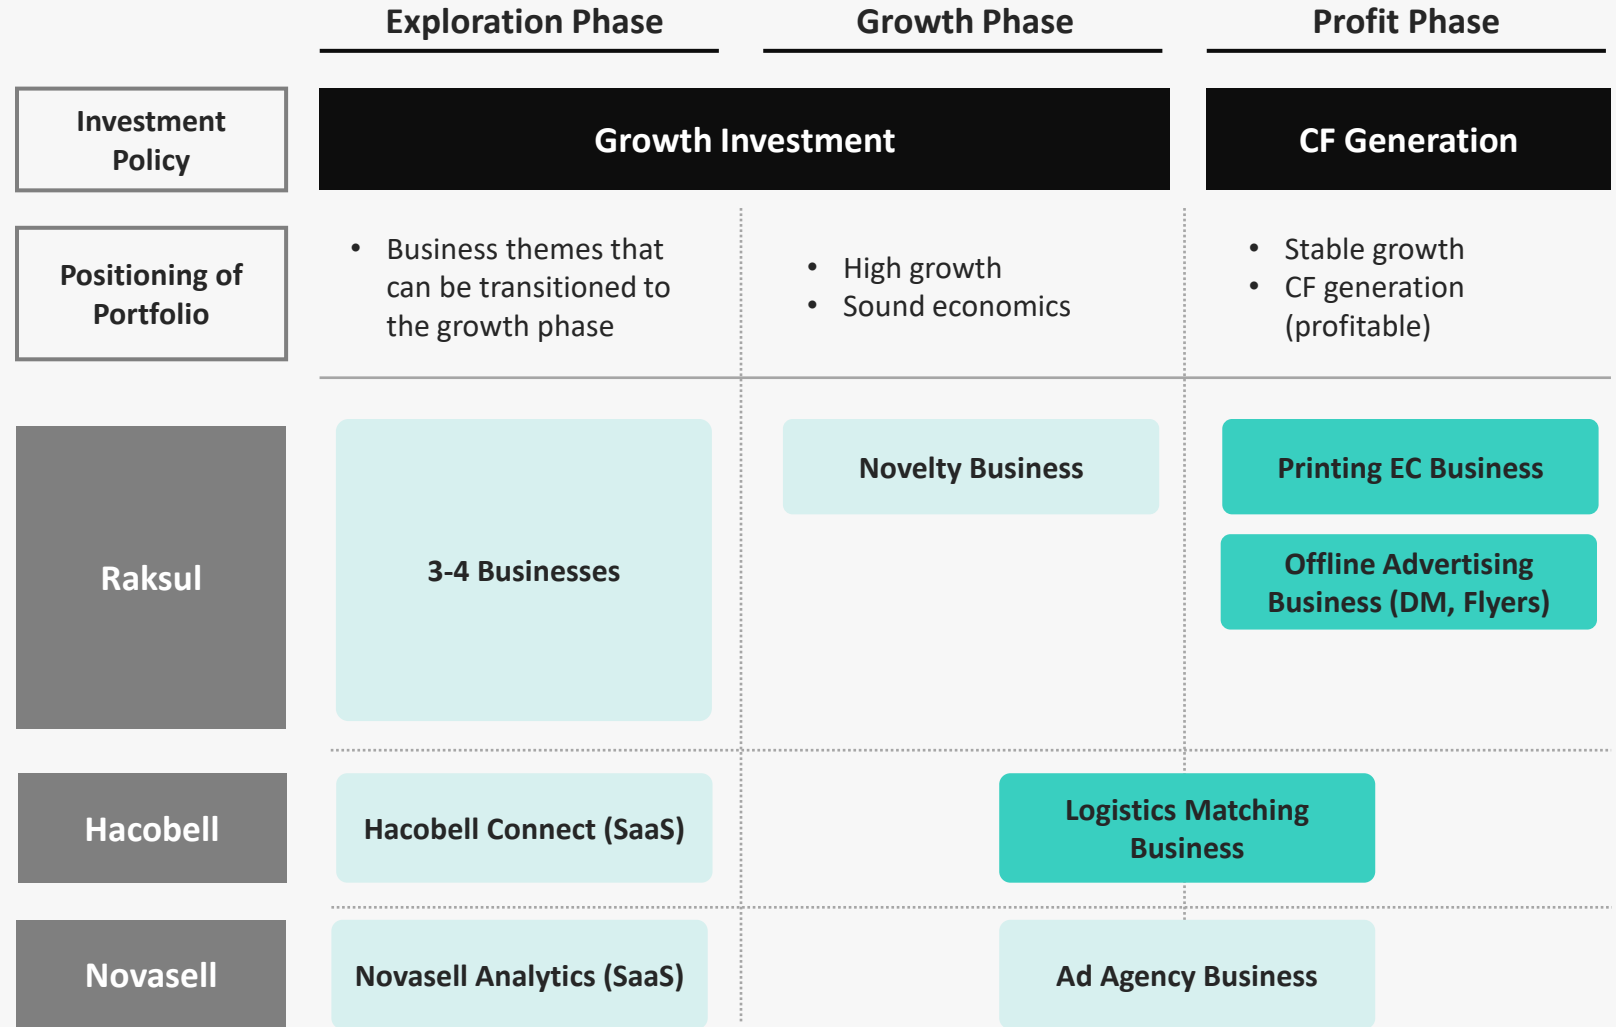 Exploration Phase
Growth Phase
Profit Phase
Investment
Policy
Growth Investment
CF Generation
Positioning of
Portfolio
• Business themes that
can be transitioned to
the growth phase
• High growth
• Sound economics
• Stable growth
• CF generation
(profitable)
Raksul
3-4 Businesses
Novelty Business
Printing EC Business
Offline Advertising
Business (DM, Flyers)
Hacobell
Hacobell Connect (SaaS)
Logistics Matching
Business
Novasell
Novasell Analytics (SaaS)
Ad Agency Business